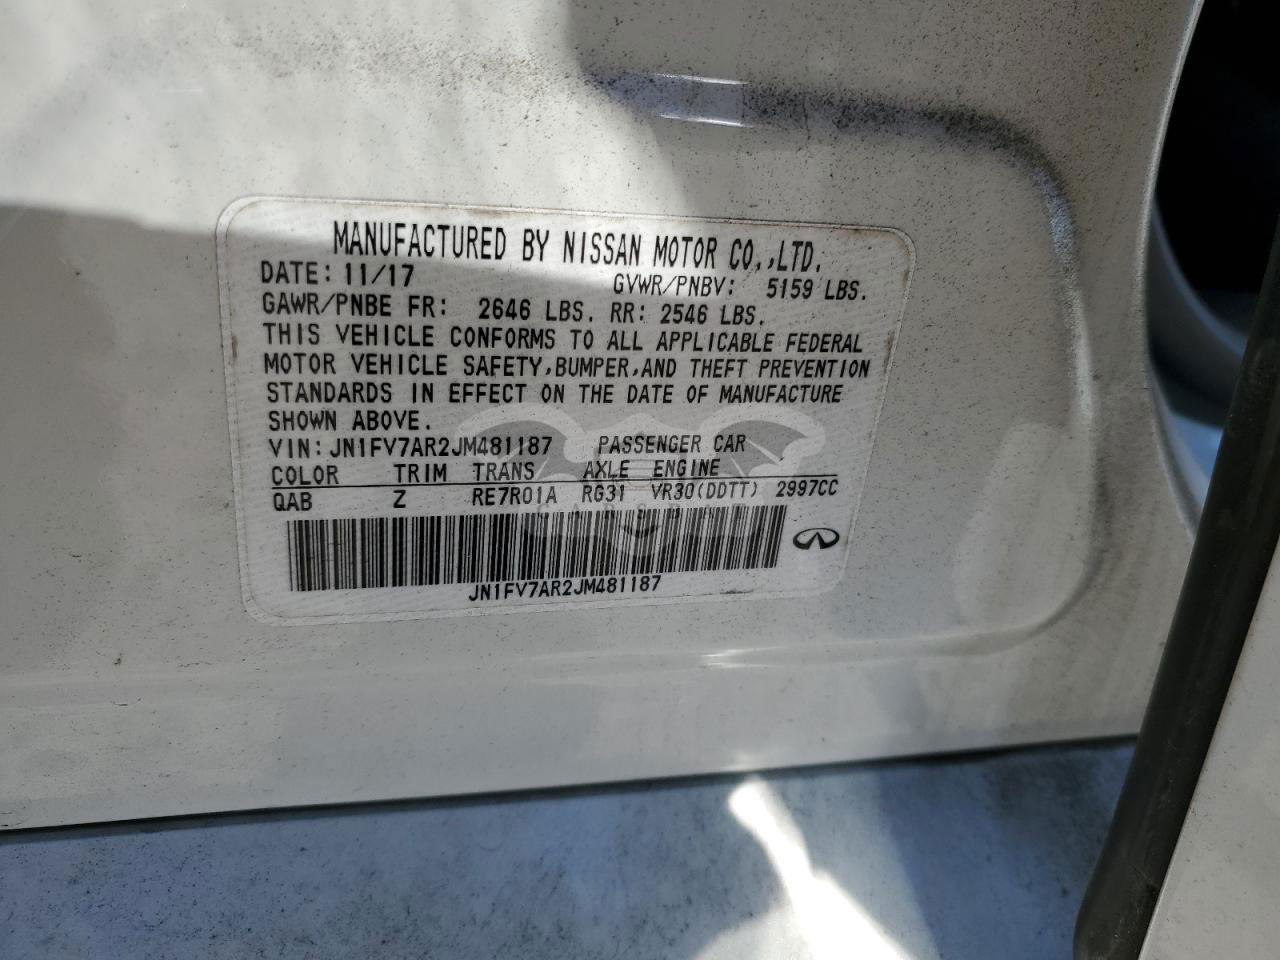 MANUFACTURED BY NISSAN MOTOR CO.,LTD.
DATE: 11/17 GVWR/PNBV: 5159 LBS.
GAWR/PNBE FR: 2646 LBS. RR: 2546 LBS.
THIS VEHICLE CONFORMS TO ALL APPLICABLE FEDERAL
MOTOR VEHICLE SAFETY,BUMPER,AND THEFT PREVENTION
STANDARDS IN EFFECT ON THE DATE OF MANUFACTURE
SHOWN ABOVE.
VIN:JN1FV7AR2JM481187 PASSENGER CAR
COLOR TRIM TRANS AXLE ENGINE
QAB Z RE7R01A RG31 VR30(DDTT) 2997CC
JN1FV7AR2JM481187